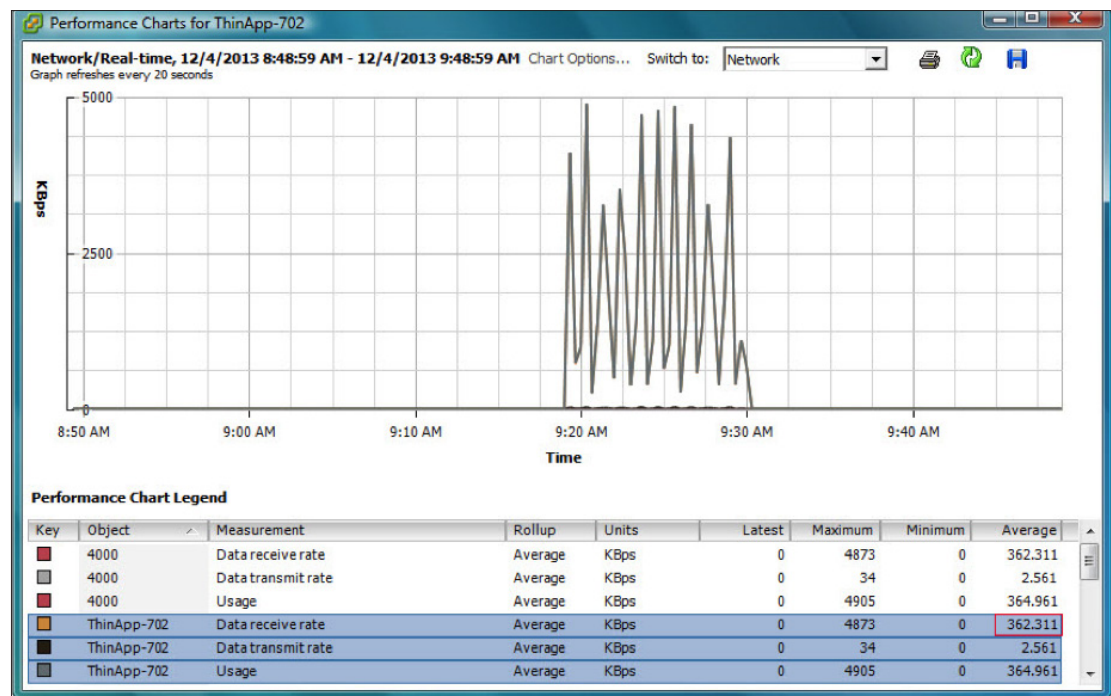 Performance Charts for ThinApp-702
Network/Real-time, 12/4/2013 8:48:59 AM - 12/4/2013 9:48:59 AM Chart Options... Switch to: Network
Graph refreshes every 20 seconds
5000
KBps
2500
0
8:50 AM 9:00 AM 9:10 AM 9:20 AM 9:30 AM 9:40 AM
Time
Performance Chart Legend
Key Object Measurement Rollup Units Latest Maximum Minimum Average
4000 Data receive rate Average KBps 0 4873 0 362.311
4000 Data transmit rate Average KBps 0 34 0 2.561
4000 Usage Average KBps 0 4905 0 364.961
ThinApp-702 Data receive rate Average KBps 0 4873 0 362.311
ThinApp-702 Data transmit rate Average KBps 0 34 0 2.561
ThinApp-702 Usage Average KBps 0 4905 0 364.961